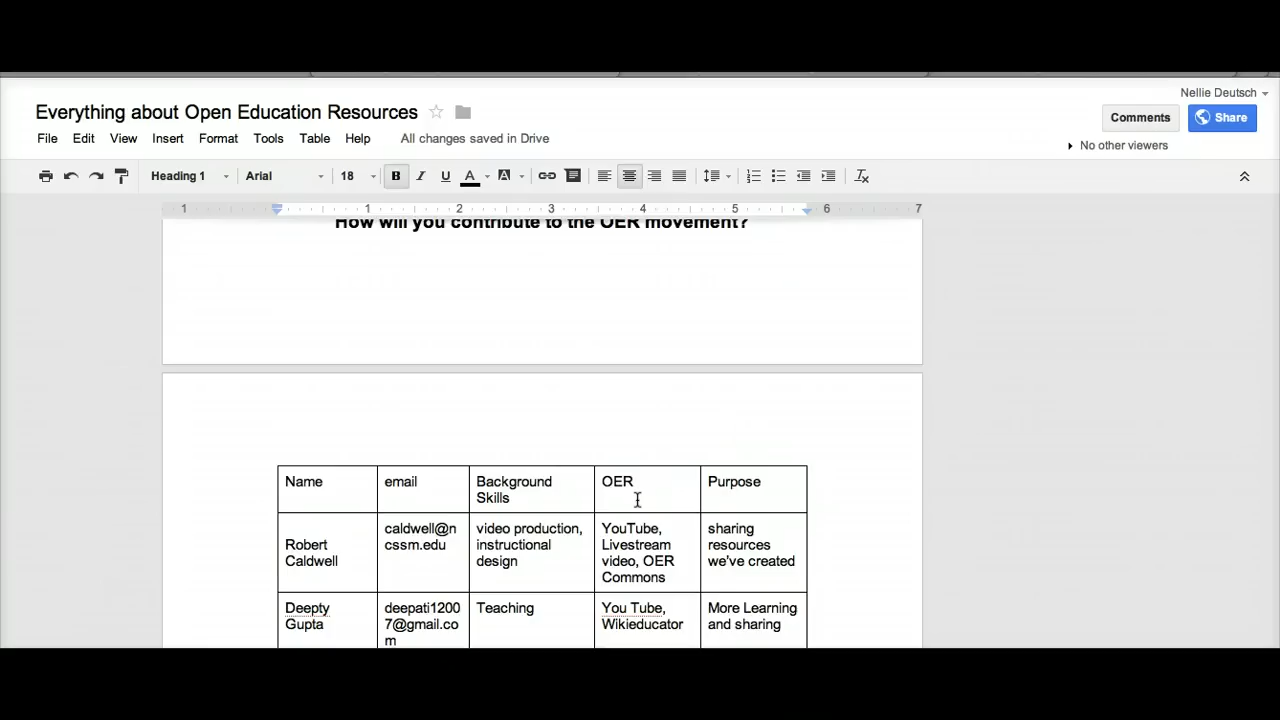 Nellie Deutsch
Everything about Open Education Resources
Comments
Share
File Edit View Insert Format Tools Table Help All changes saved in Drive
No other viewers
Heading 1 Arial 18 B I U A A
1 1 2 3 4 5 6 7
How will you contribute to the OER movement?
Name
email
Background
Skills
OER
Purpose
Robert
Caldwell
caldwell@n
cssm.edu
video production,
instructional
design
YouTube,
Livestream
video, OER
Commons
sharing
resources
we've created
Deepty
Gupta
deepati1200
7@gmail.co
m
Teaching
You Tube,
Wikieducator
More Learning
and sharing